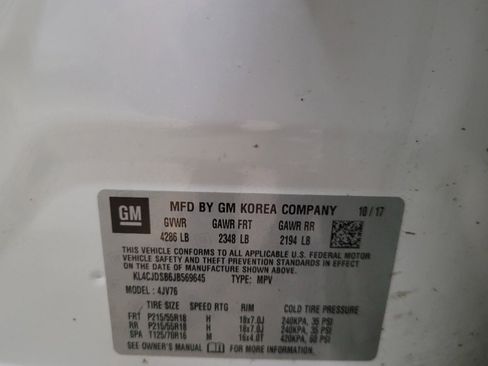 GM MFD BY GM KOREA COMPANY 10/17
GVWR GAWR FRT GAWR RR
4286 LB 2348 LB 2194 LB
THIS VEHICLE CONFORMS TO ALL APPLICABLE U.S. FEDERAL MOTOR
VEHICLE SAFETY AND THEFT PREVENTION STANDARDS IN EFFECT ON
THE DATE OF MANUFACTURE SHOWN ABOVE.
KL4CJDSB6JB569645 TYPE: MPV
MODEL : 4JV76
TIRE SIZE SPEED RTG RIM COLD TIRE PRESSURE
FRT P215/55R18 H 18x7.0J 240KPA, 35 PSI
RR P215/55R18 H 18x7.0J 240KPA, 35 PSI
SPA T125/70R16 M 16x4.0T 420KPA, 60 PSI
SEE OWNER'S MANUAL FOR MORE INFORMATION.